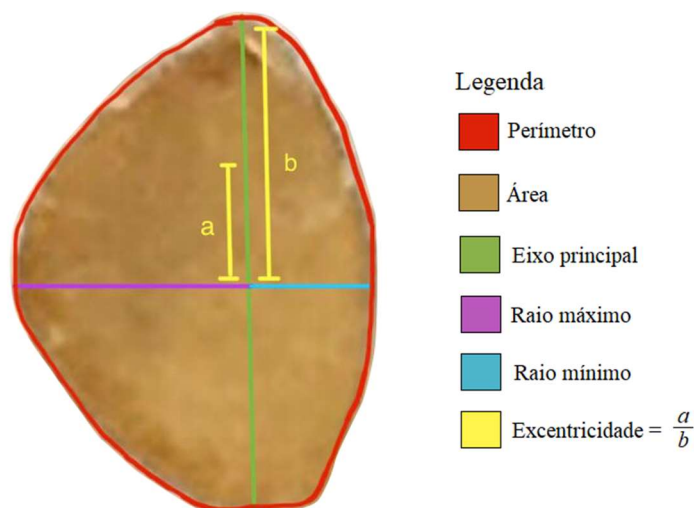 b
a
Legenda
Perímetro
Área
Eixo principal
Raio máximo
Raio mínimo
Excentricidade = a/b